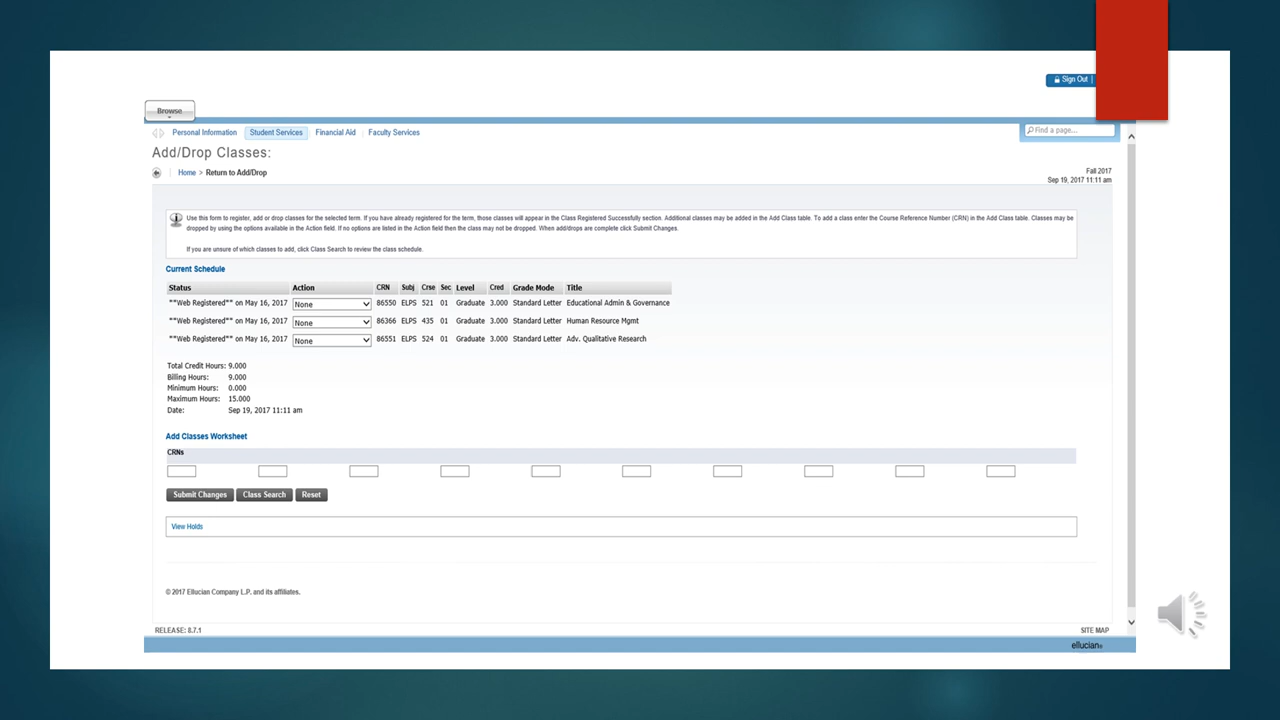 Sign Out |
Browse
Personal Information Student Services Financial Aid Faculty Services
Find a page...
Add/Drop Classes:
Home > Return to Add/Drop
Fall 2017
Sep 19, 2017 11:11 am
Use this form to register, add or drop classes for the selected term. If you have already registered for the term, those classes will appear in the Class Registered Successfully section. Additional classes may be added in the Add Class table. To add a class enter the Course Reference Number (CRN) in the Add Class table. Classes may be
dropped by using the options available in the Action field. If no options are listed in the Action field then the class may not be dropped. When add/drops are complete click Submit Changes.
If you are unsure of which classes to add, click Class Search to review the class schedule.
Current Schedule
Status Action CRN Subj Crse Sec Level Cred Grade Mode Title
**Web Registered** on May 16, 2017 None 86550 ELPS 521 01 Graduate 3.000 Standard Letter Educational Admin & Governance
**Web Registered** on May 16, 2017 None 86366 ELPS 435 01 Graduate 3.000 Standard Letter Human Resource Mgmt
**Web Registered** on May 16, 2017 None 86551 ELPS 524 01 Graduate 3.000 Standard Letter Adv. Qualitative Research
Total Credit Hours: 9.000
Billing Hours: 9.000
Minimum Hours: 0.000
Maximum Hours: 15.000
Date: Sep 19, 2017 11:11 am
Add Classes Worksheet
CRNs
Submit Changes Class Search Reset
View Holds
© 2017 Ellucian Company L.P. and its affiliates.
RELEASE: 8.7.1 SITE MAP
ellucian®